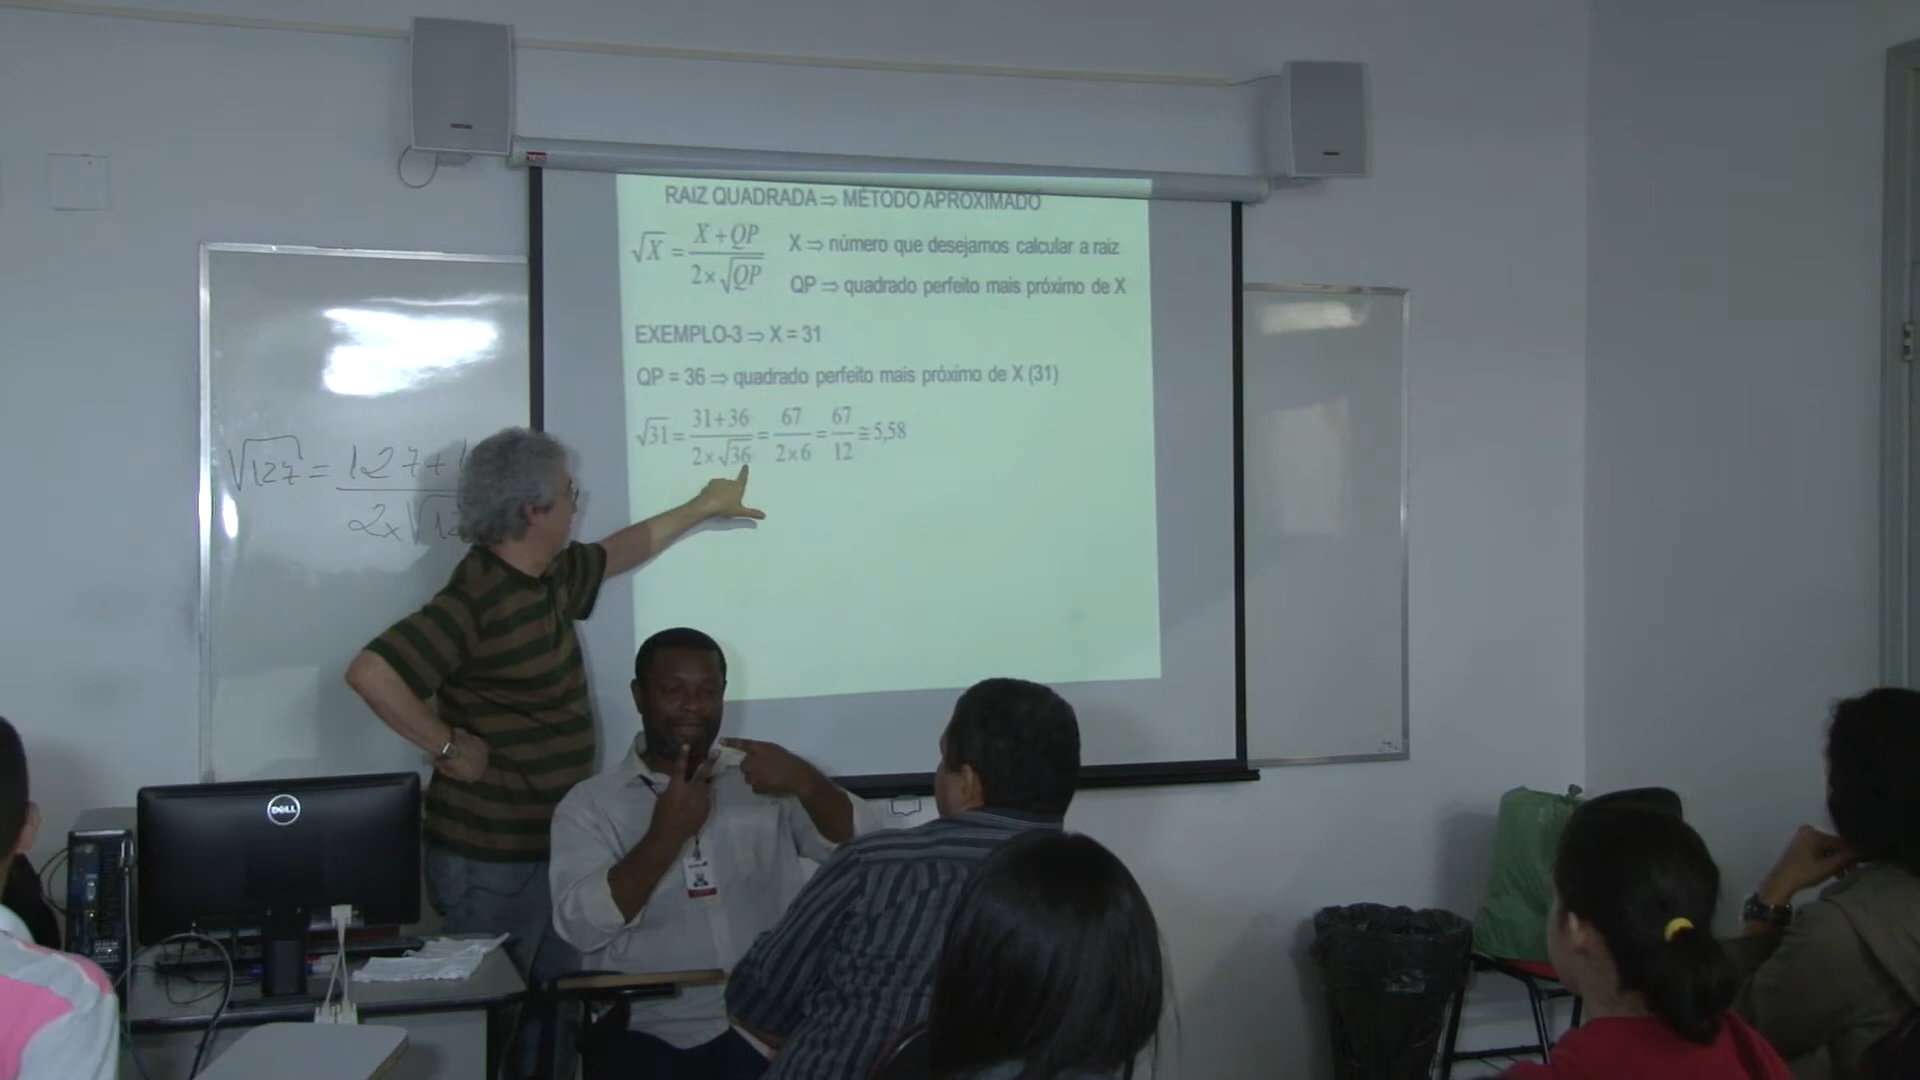 RAIZ QUADRADA ⇒ MÉTODO APROXIMADO
√X = (X + QP) / (2×√QP)
X ⇒ número que desejamos calcular a raiz
QP ⇒ quadrado perfeito mais próximo de X
EXEMPLO-3 ⇒ X = 31
QP = 36 ⇒ quadrado perfeito mais próximo de X (31)
√31 = (31+36) / (2×√36) = 67 / (2×6) = 67 / 12 ≅ 5,58
√127 = 127+
2x√12
DELL